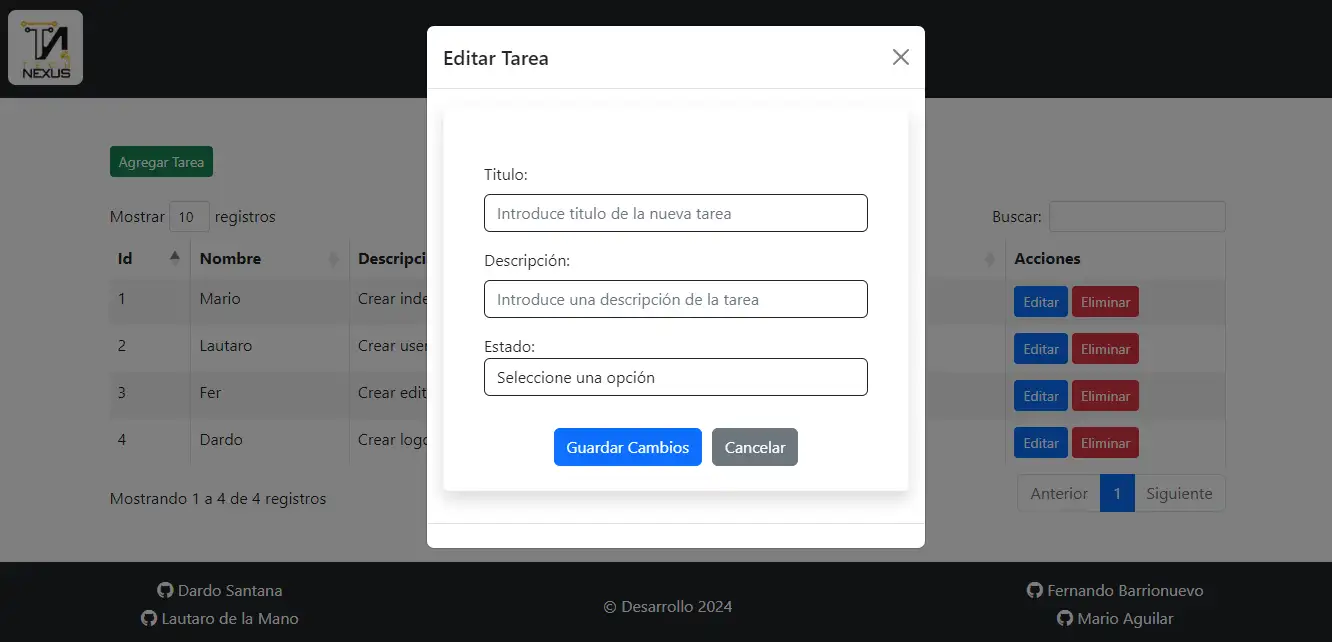 NEXUS
Editar Tarea
Agregar Tarea
Titulo:
Introduce titulo de la nueva tarea
Mostrar 10 registros
Buscar:
Descripción:
Introduce una descripción de la tarea
Id Nombre Descripci Acciones
1 Mario Crear inde Editar Eliminar
2 Lautaro Crear user Editar Eliminar
3 Fer Crear edit Editar Eliminar
4 Dardo Crear logo Editar Eliminar
Estado:
Seleccione una opción
Guardar Cambios Cancelar
Mostrando 1 a 4 de 4 registros
Anterior 1 Siguiente
Dardo Santana
Lautaro de la Mano
© Desarrollo 2024
Fernando Barrionuevo
Mario Aguilar